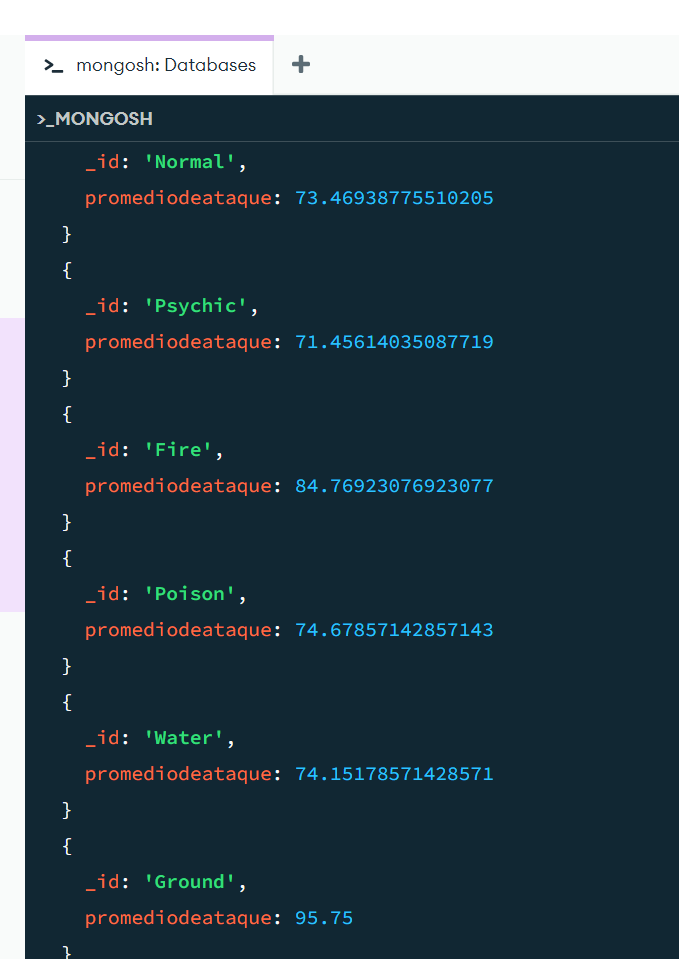 >_ mongosh: Databases +
>_MONGOSH
_id: 'Normal',
promediodeataque: 73.46938775510205
}
{
_id: 'Psychic',
promediodeataque: 71.45614035087719
}
{
_id: 'Fire',
promediodeataque: 84.76923076923077
}
{
_id: 'Poison',
promediodeataque: 74.67857142857143
}
{
_id: 'Water',
promediodeataque: 74.15178571428571
}
{
_id: 'Ground',
promediodeataque: 95.75
}